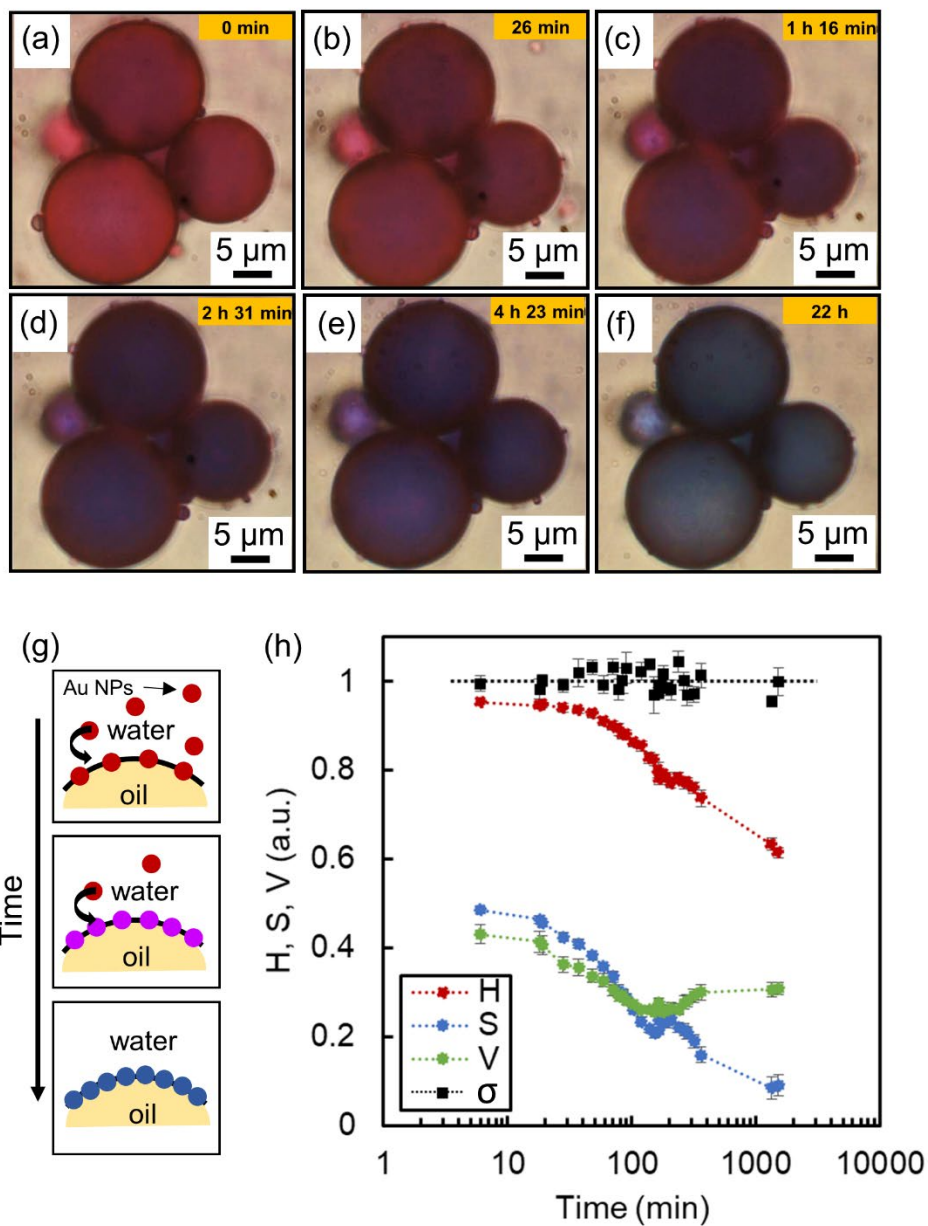 (a) 0 min
(b) 26 min
(c) 1 h 16 min
5 µm
5 µm
5 µm
(d) 2 h 31 min
(e) 4 h 23 min
(f) 22 h
5 µm
5 µm
5 µm
(g)
Time
Au NPs
water
oil
water
oil
water
oil
(h)
H, S, V (a.u.)
1
0.8
0.6
0.4
0.2
0
H
S
V
σ
1 10 100 1000 10000
Time (min)